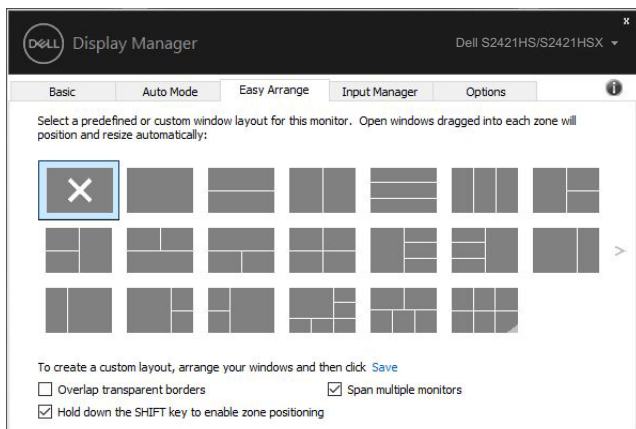 x
DELL Display Manager Dell S2421HS/S2421HSX
Basic Auto Mode Easy Arrange Input Manager Options i
Select a predefined or custom window layout for this monitor. Open windows dragged into each zone will
position and resize automatically:
>
To create a custom layout, arrange your windows and then click Save
Overlap transparent borders Span multiple monitors
Hold down the SHIFT key to enable zone positioning